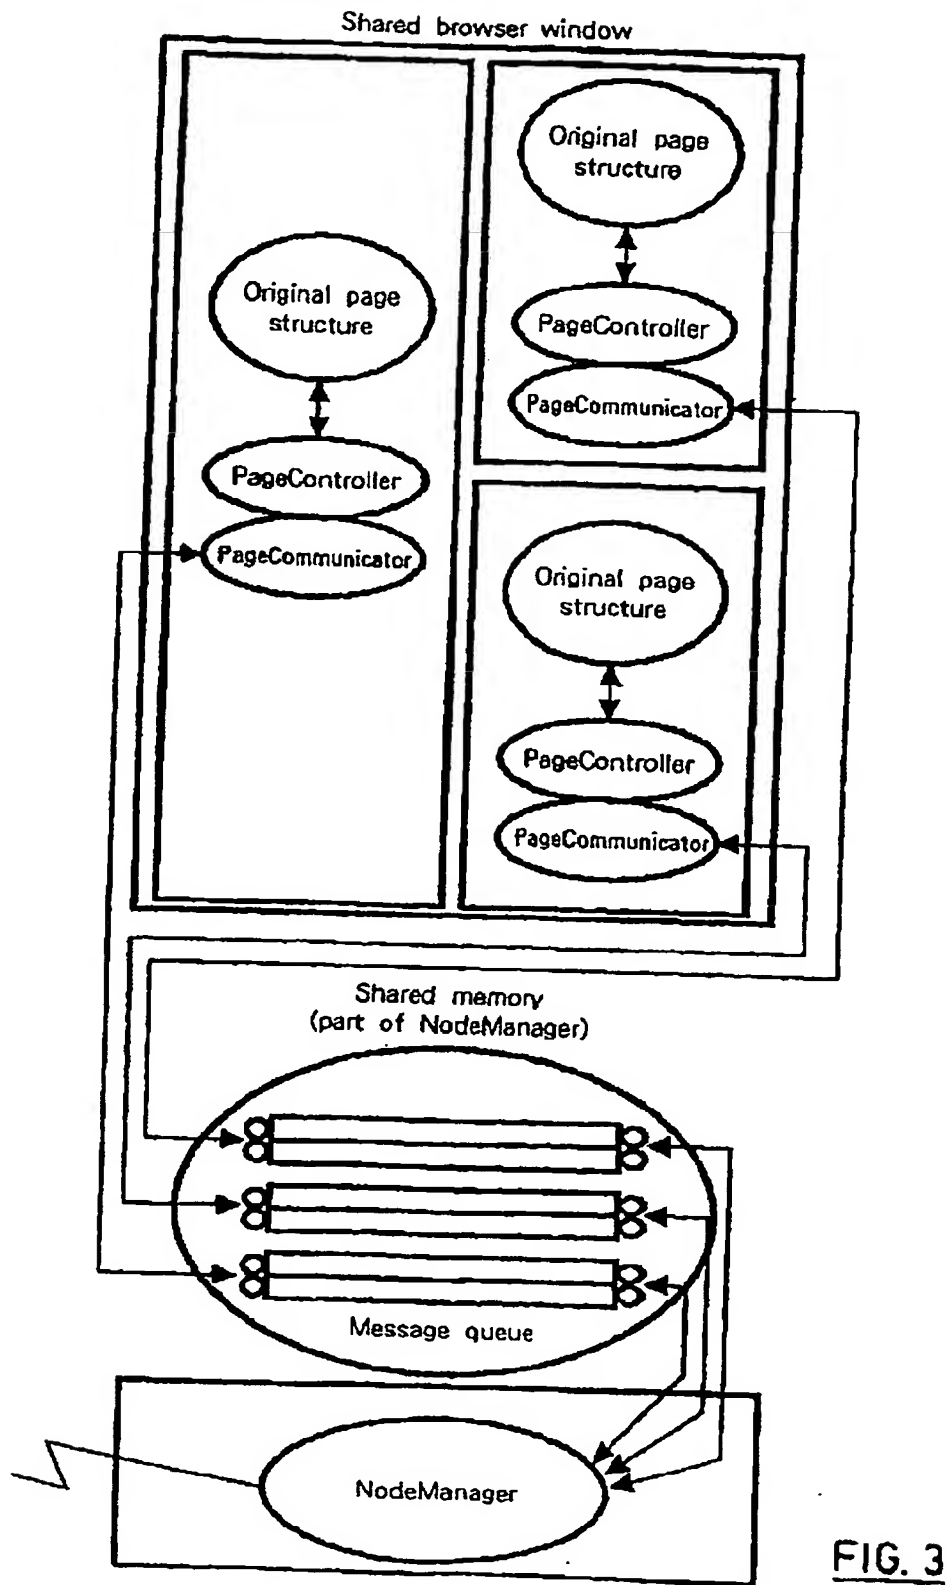 Shared browser window
Original page
structure
PageController
PageCommunicator
Original page
structure
PageController
PageCommunicator
Original page
structure
PageController
PageCommunicator
Shared memory
(part of NodeManager)
Message queue
NodeManager
FIG. 3